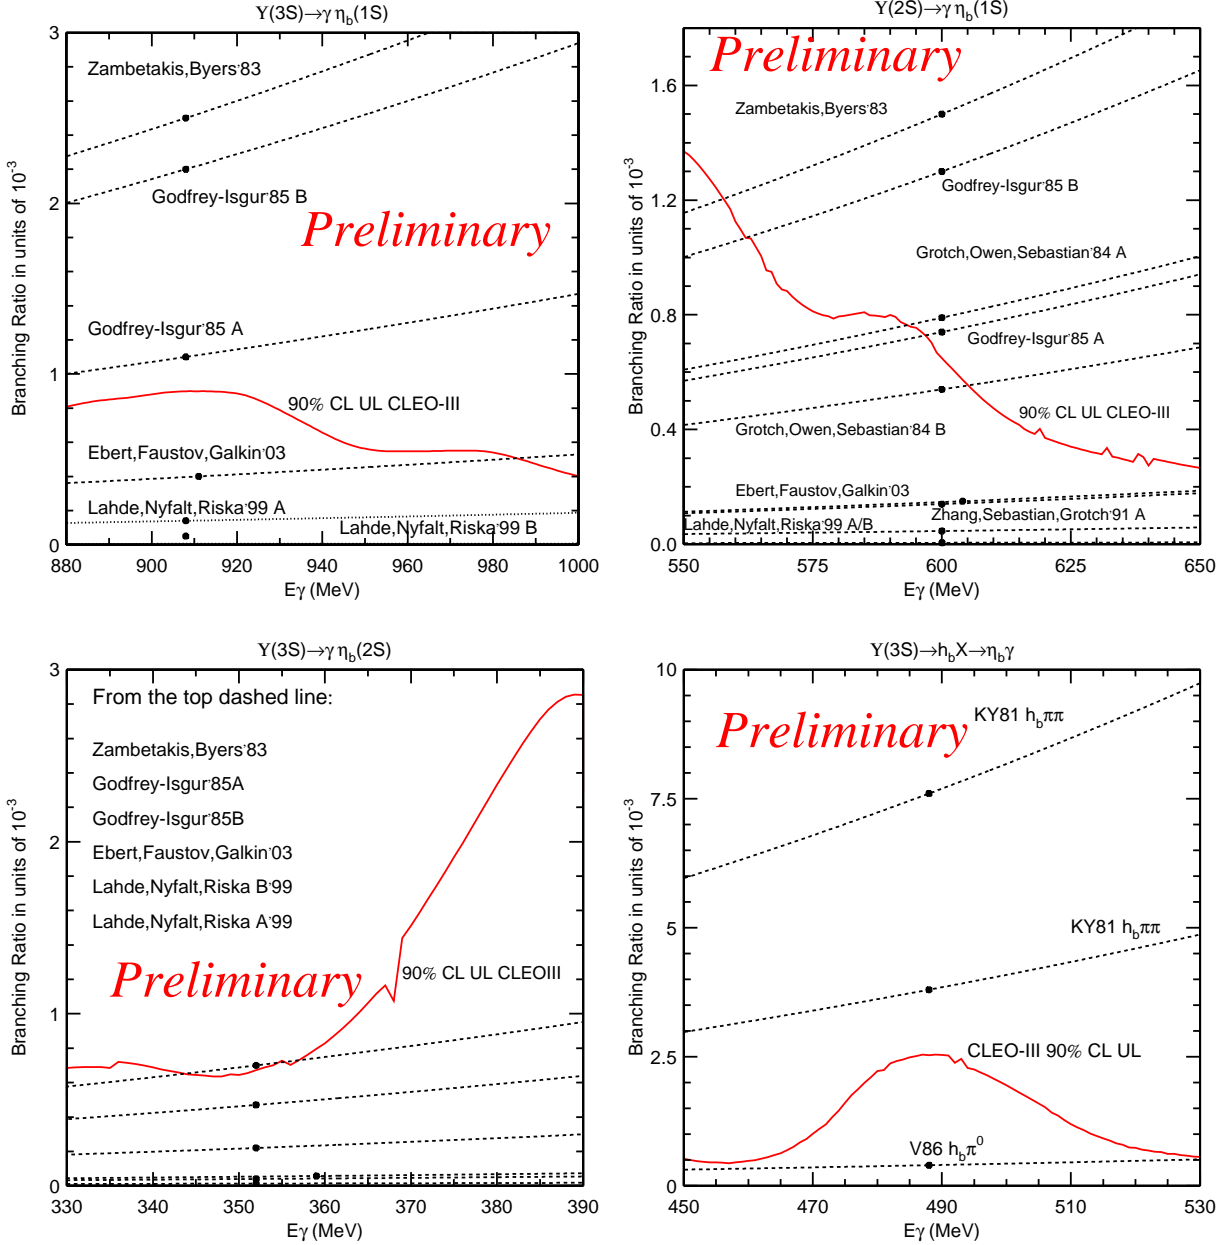 Υ(3S)→γ η_b(1S)
3
2
1
0
Branching Ratio in units of 10^-3
Zambetakis,Byers'83
Godfrey-Isgur'85 B
Preliminary
Godfrey-Isgur'85 A
90% CL UL CLEO-III
Ebert,Faustov,Galkin'03
Lahde,Nyfalt,Riska'99 A
Lahde,Nyfalt,Riska'99 B
880 900 920 940 960 980 1000
Eγ (MeV)
Υ(2S)→γ η_b(1S)
Preliminary
1.6
1.2
0.8
0.4
0.0
Branching Ratio in units of 10^-3
Zambetakis,Byers'83
Godfrey-Isgur'85 B
Grotch,Owen,Sebastian'84 A
Godfrey-Isgur'85 A
90% CL UL CLEO-III
Grotch,Owen,Sebastian'84 B
Ebert,Faustov,Galkin'03
Zhang,Sebastian,Grotch'91 A
Lahde,Nyfalt,Riska'99 A/B
550 575 600 625 650
Eγ (MeV)
Υ(3S)→γ η_b(2S)
3
2
1
0
Branching Ratio in units of 10^-3
From the top dashed line:
Zambetakis,Byers'83
Godfrey-Isgur'85A
Godfrey-Isgur'85B
Ebert,Faustov,Galkin'03
Lahde,Nyfalt,Riska B'99
Lahde,Nyfalt,Riska A'99
Preliminary
90% CL UL CLEOIII
330 340 350 360 370 380 390
Eγ (MeV)
Υ(3S)→h_bX→η_bγ
10
7.5
5
2.5
0
Branching Ratio in units of 10^-3
Preliminary
KY81 h_bππ
KY81 h_bππ
CLEO-III 90% CL UL
V86 h_bπ^0
450 470 490 510 530
Eγ (MeV)